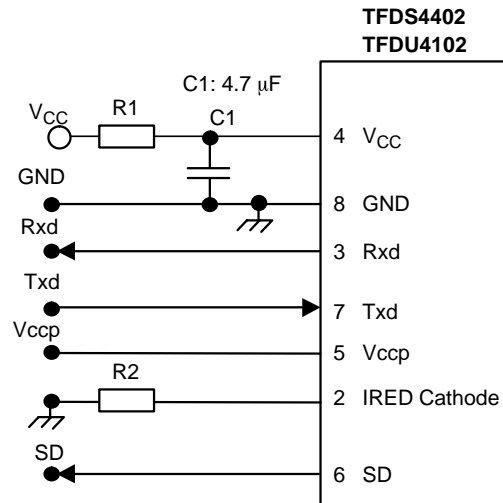 TFDS4402
TFDU4102
C1: 4.7 μF
VCC
R1
C1
4 VCC
GND
8 GND
Rxd
3 Rxd
Txd
7 Txd
Vccp
5 Vccp
R2
2 IRED Cathode
SD
6 SD